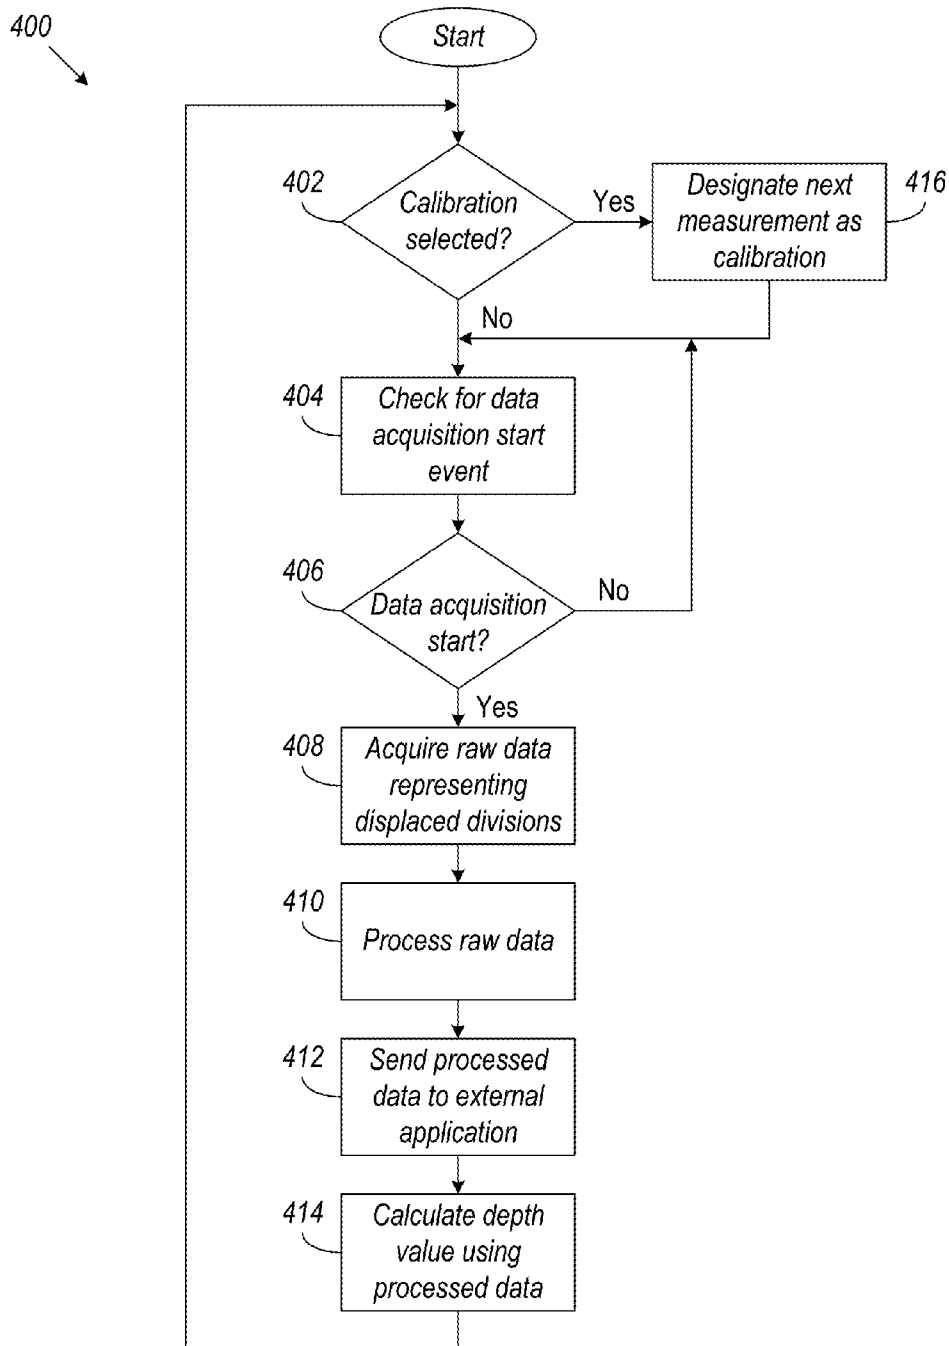 400
Start
402
Calibration
selected?
Yes
Designate next
measurement as
calibration
416
No
404
Check for data
acquisition start
event
406
Data acquisition
start?
No
Yes
408
Acquire raw data
representing
displaced divisions
410
Process raw data
412
Send processed
data to external
application
414
Calculate depth
value using
processed data